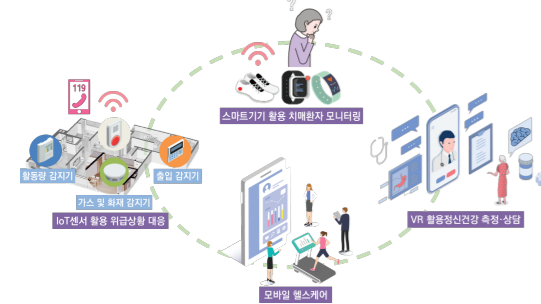 ? ?
스마트기기 활용 치매환자 모니터링
119
활동량 감지기
출입 감지기
가스 및 화재 감지기
IoT센서 활용 위급상황 대응
VR 활용정신건강 측정·상담
모바일 헬스케어